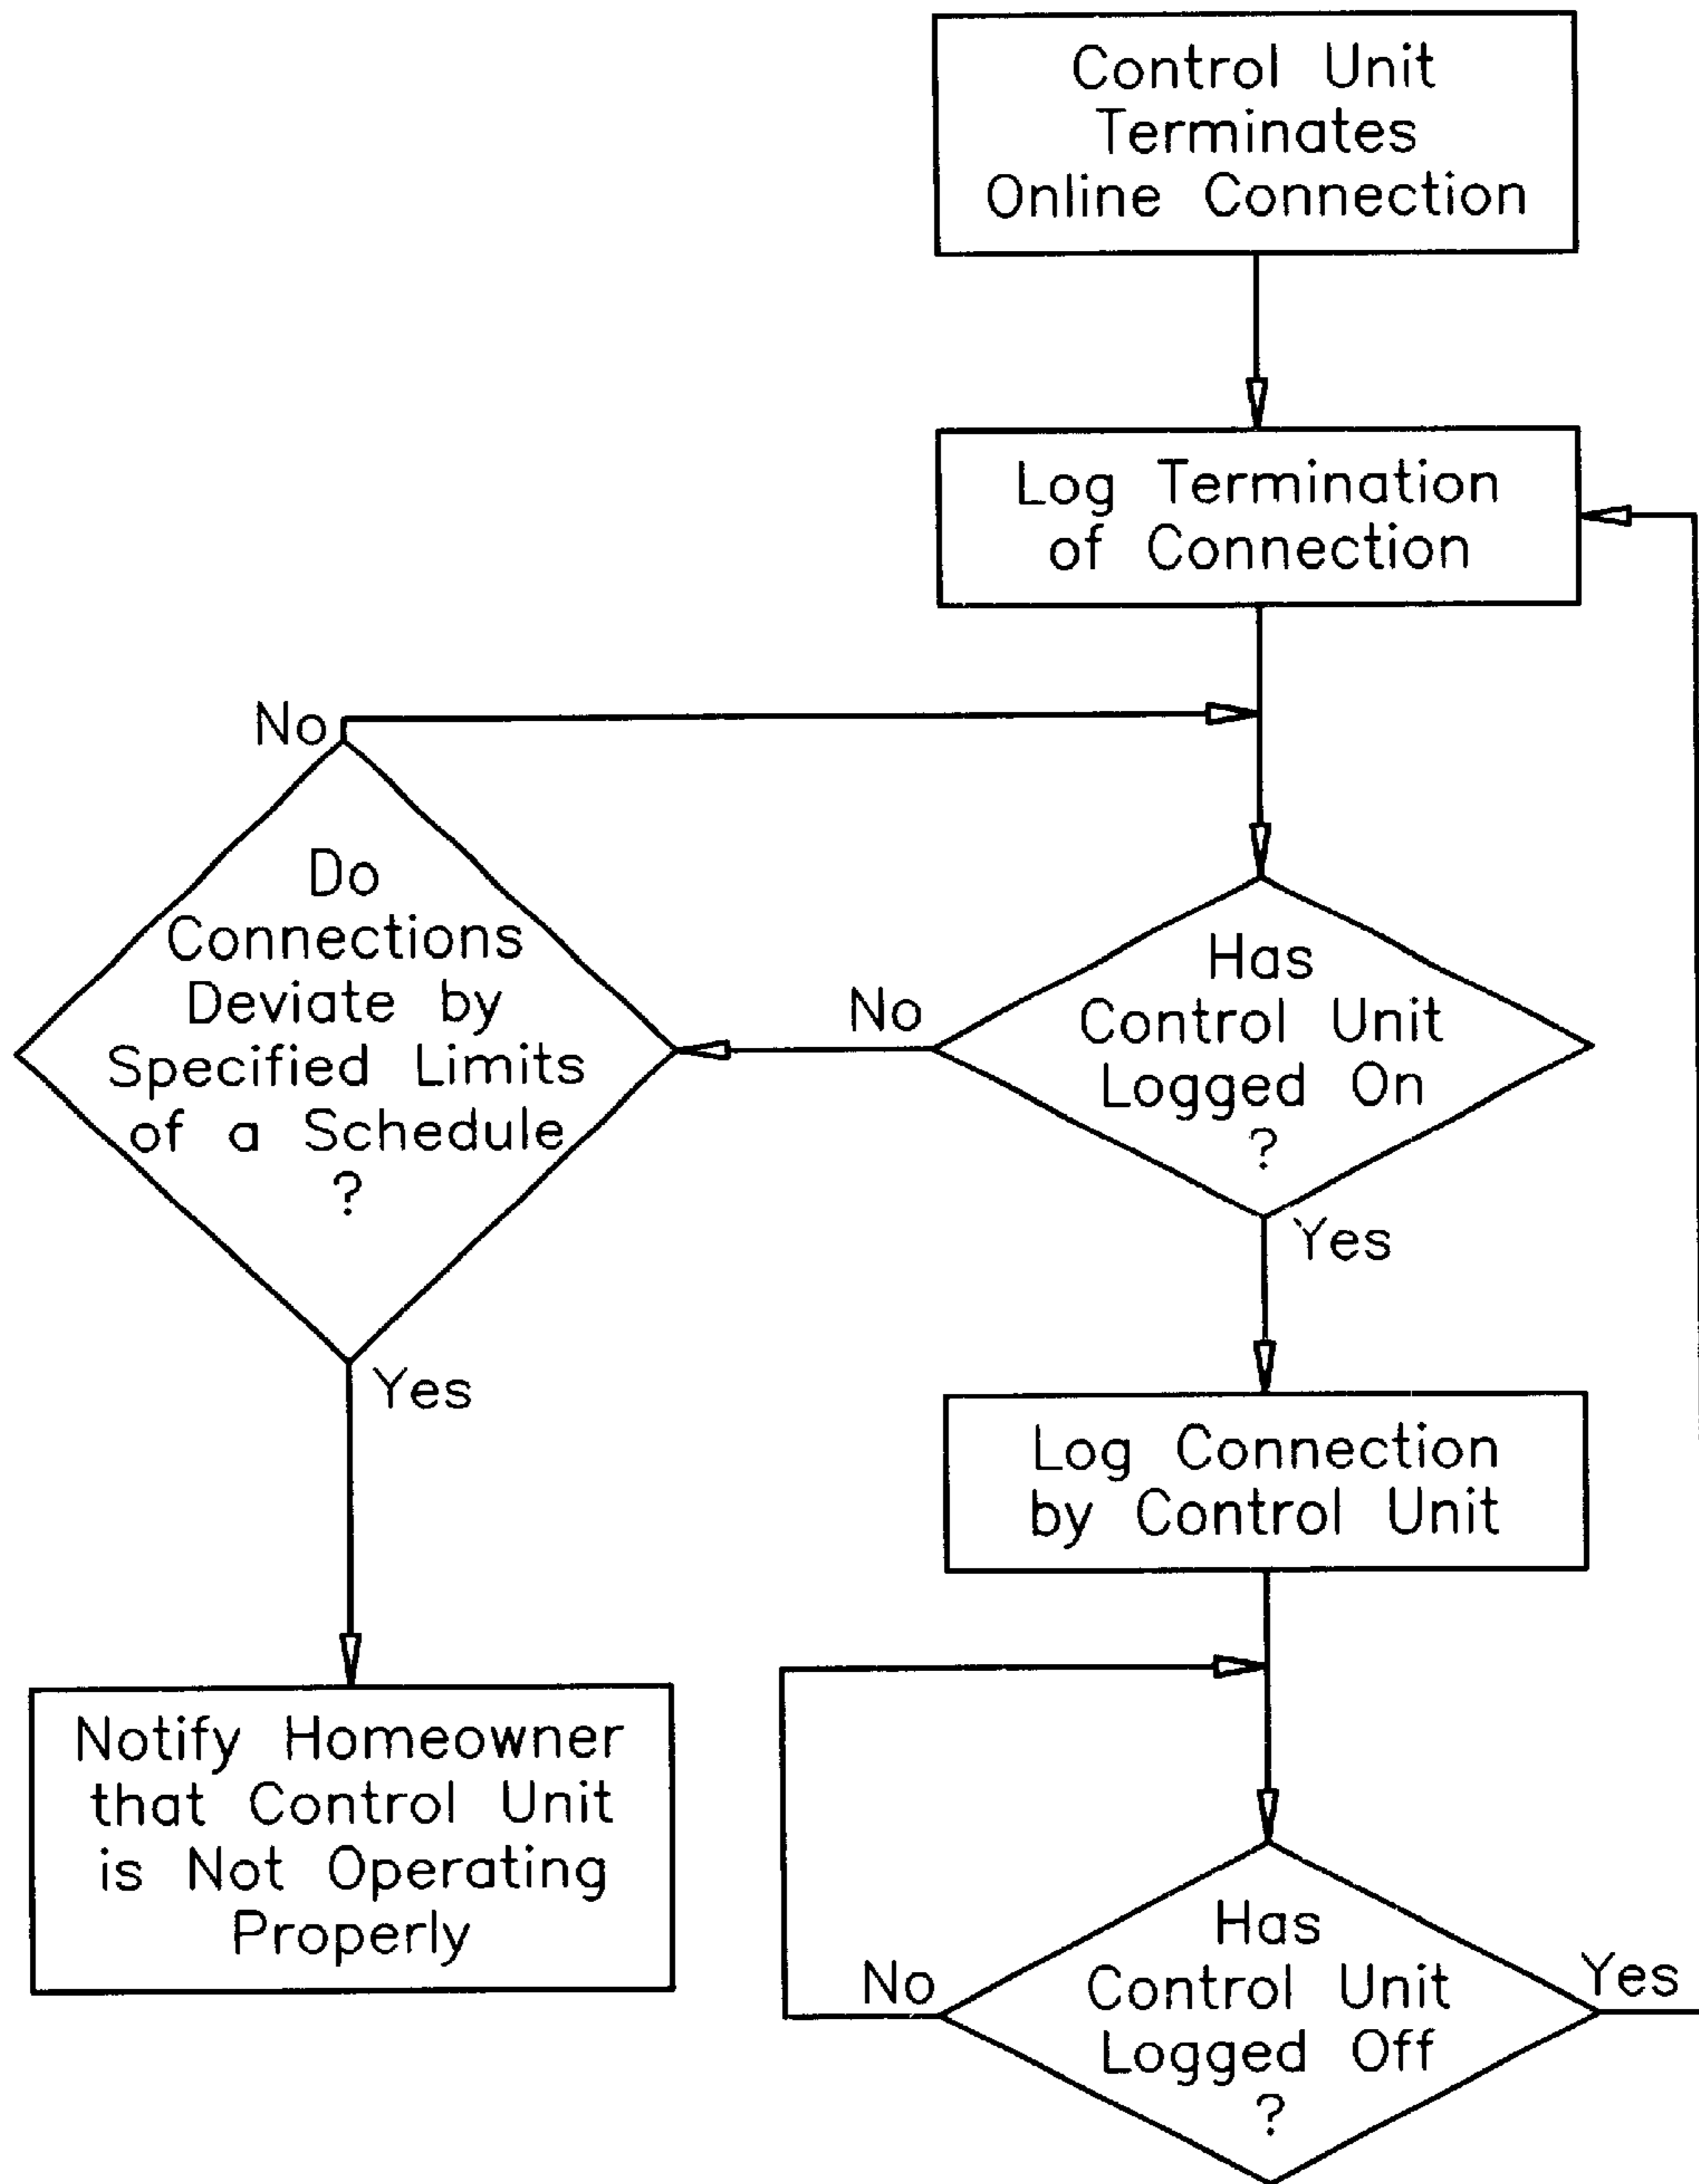 Control Unit
Terminates
Online Connection
Log Termination
of Connection
No
Do
Connections
Deviate by
Specified Limits
of a Schedule
?
No
Has
Control Unit
Logged On
?
Yes
Yes
Log Connection
by Control Unit
Notify Homeowner
that Control Unit
is Not Operating
Properly
No
Has
Control Unit
Logged Off
?
Yes